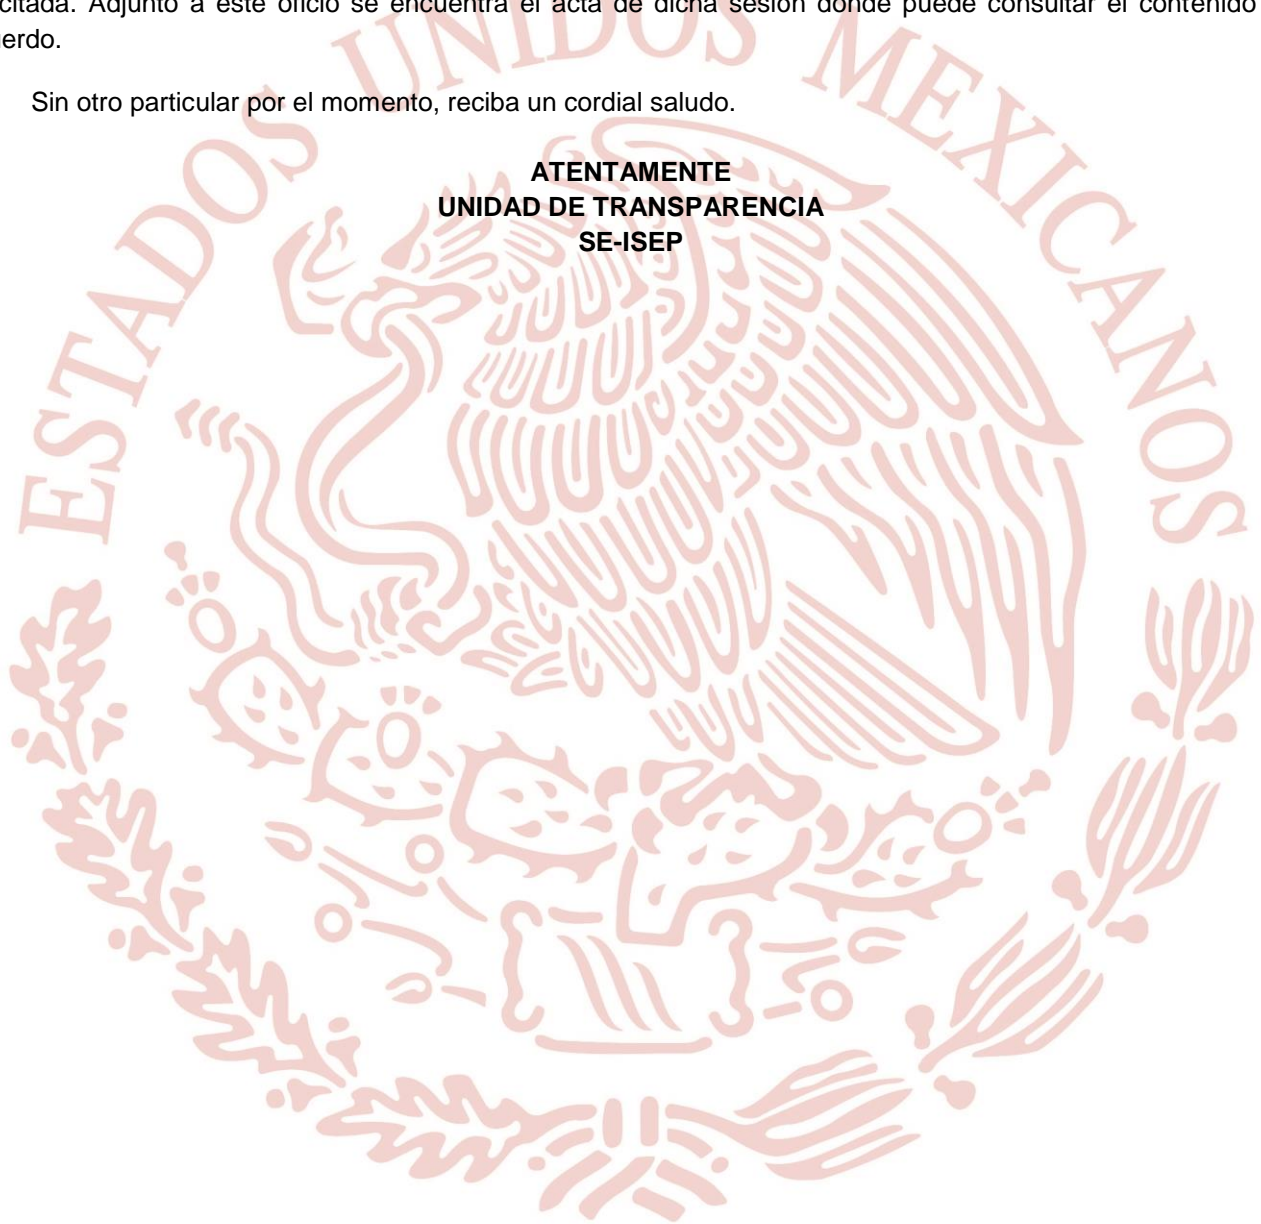 citada. Adjunto a este oficio se encuentra el acta de dicha sesión donde puede consultar el contenido
uerdo.
Sin otro particular por el momento, reciba un cordial saludo.
ATENTAMENTE
UNIDAD DE TRANSPARENCIA
SE-ISEP
ESTADOS UNIDOS MEXICANOS